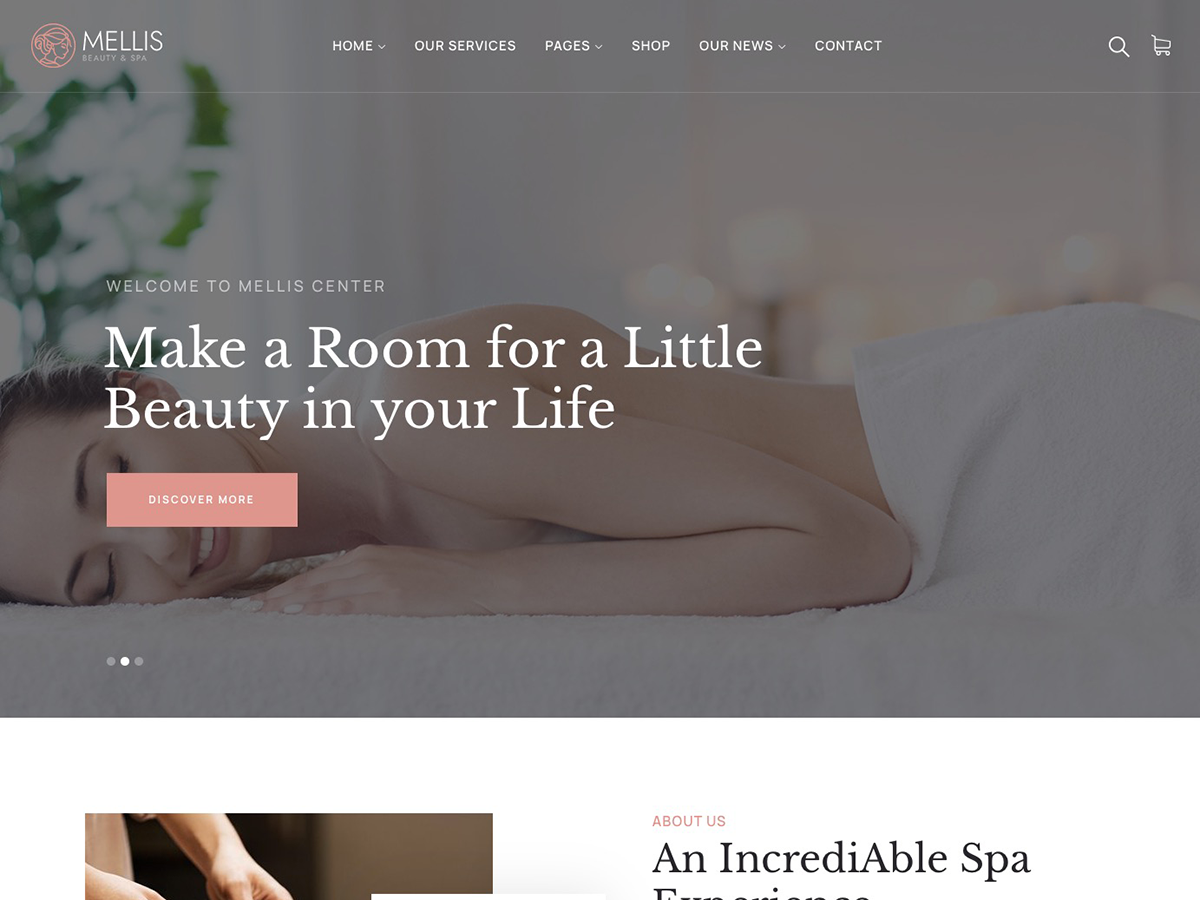 MELLIS
BEAUTY & SPA
HOME
OUR SERVICES
PAGES
SHOP
OUR NEWS
CONTACT
WELCOME TO MELLIS CENTER
Make a Room for a Little
Beauty in your Life
DISCOVER MORE
ABOUT US
An IncrediAble Spa
Experience